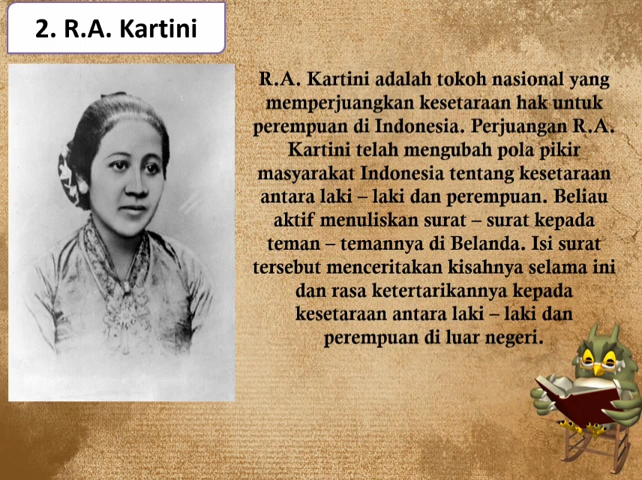 2. R.A. Kartini
R.A. Kartini adalah tokoh nasional yang
memperjuangkan kesetaraan hak untuk
perempuan di Indonesia. Perjuangan R.A.
Kartini telah mengubah pola pikir
masyarakat Indonesia tentang kesetaraan
antara laki – laki dan perempuan. Beliau
aktif menuliskan surat – surat kepada
teman – temannya di Belanda. Isi surat
tersebut menceritakan kisahnya selama ini
dan rasa ketertarikannya kepada
kesetaraan antara laki – laki dan
perempuan di luar negeri.